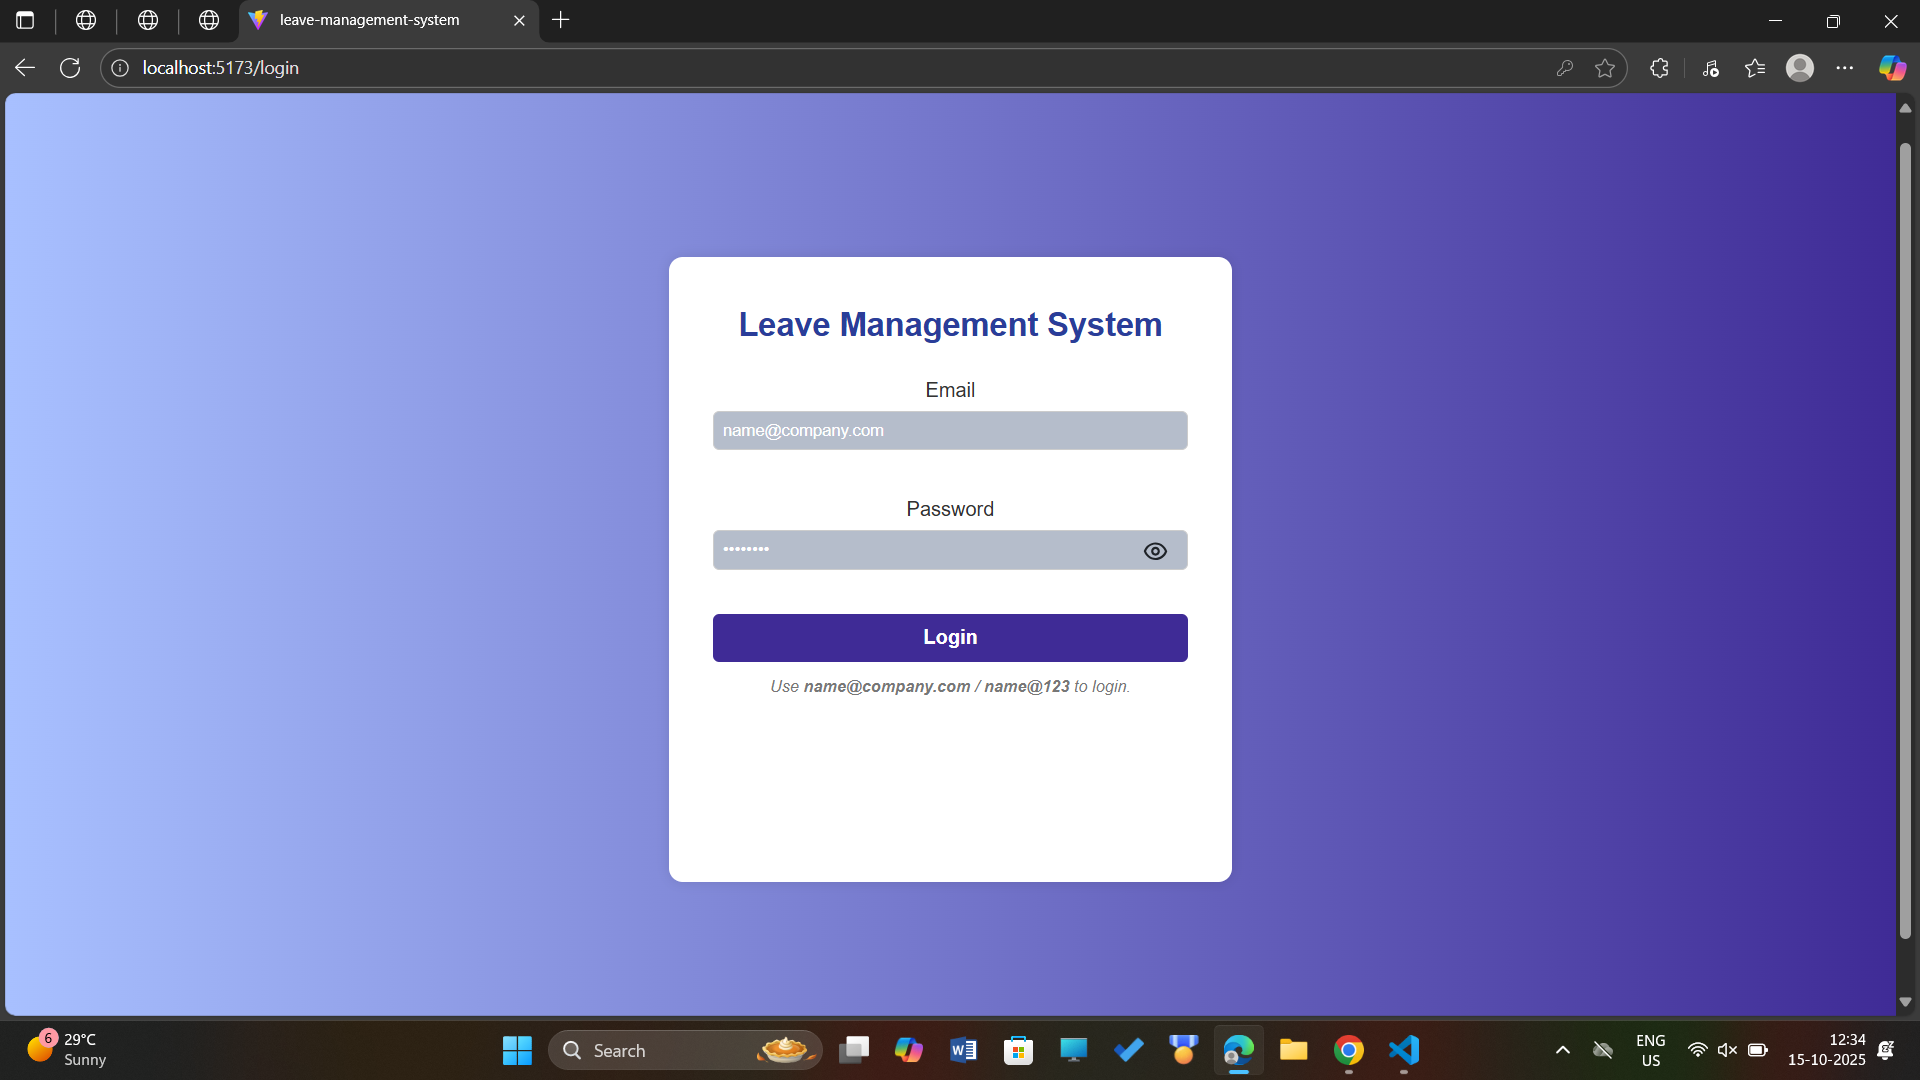 leave-management-system
localhost:5173/login
Leave Management System
Email
name@company.com
Password
••••••••
Login
Use name@company.com / name@123 to login.
6
29°C
Sunny
Search
W
ENG
US
12:34
15-10-2025